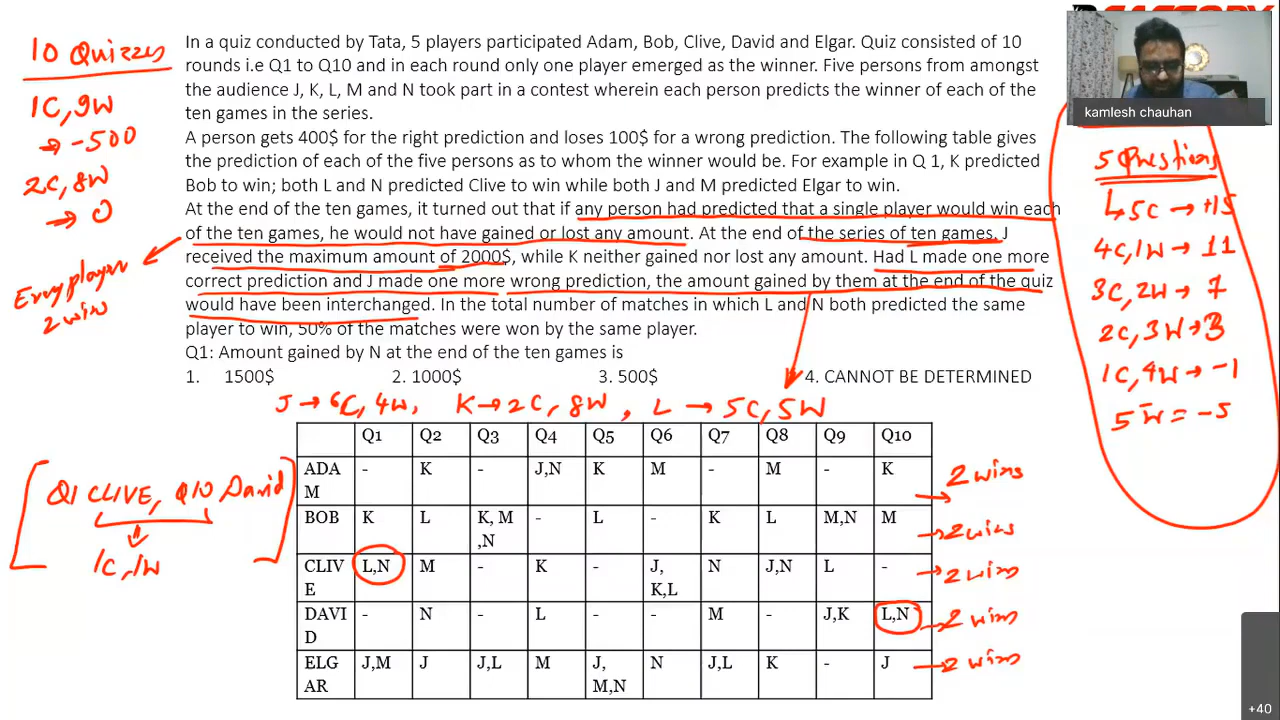 In a quiz conducted by Tata, 5 players participated Adam, Bob, Clive, David and Elgar. Quiz consisted of 10
rounds i.e Q1 to Q10 and in each round only one player emerged as the winner. Five persons from amongst
the audience J, K, L, M and N took part in a contest wherein each person predicts the winner of each of the
ten games in the series.
A person gets 400$ for the right prediction and loses 100$ for a wrong prediction. The following table gives
the prediction of each of the five persons as to whom the winner would be. For example in Q 1, K predicted
Bob to win; both L and N predicted Clive to win while both J and M predicted Elgar to win.
At the end of the ten games, it turned out that if any person had predicted that a single player would win each
of the ten games, he would not have gained or lost any amount. At the end of the series of ten games, J
received the maximum amount of 2000$, while K neither gained nor lost any amount. Had L made one more
correct prediction and J made one more wrong prediction, the amount gained by them at the end of the quiz
would have been interchanged. In the total number of matches in which L and N both predicted the same
player to win, 50% of the matches were won by the same player.
Q1: Amount gained by N at the end of the ten games is
1. 1500$ 2. 1000$ 3. 500$ 4. CANNOT BE DETERMINED
10 Quizzes
1C, 9W
→ -500
2C, 8W
→ 0
Every player
2 win
kamlesh chauhan
5 Questions
↳ 5C → +15
4C, 1W → 11
3C, 2W → 7
2C, 3W → 3
1C, 4W → -1
5W = -5
J → 6C, 4W, K → 2C, 8W, L → 5C, 5W
Q1 CLIVE, Q10 David
1C, 1W
Q1 Q2 Q3 Q4 Q5 Q6 Q7 Q8 Q9 Q10
ADA
M - K - J,N K M - M - K → 2 wins
BOB K L K, M
,N - L - K L M,N M → 2 wins
CLIV
E L,N M - K - J,
K,L N J,N L - → 2 wins
DAVI
D - N - L - - M - J,K L,N → 2 wins
ELG
AR J,M J J,L M J,
M,N N J,L K - J → 2 wins
+40